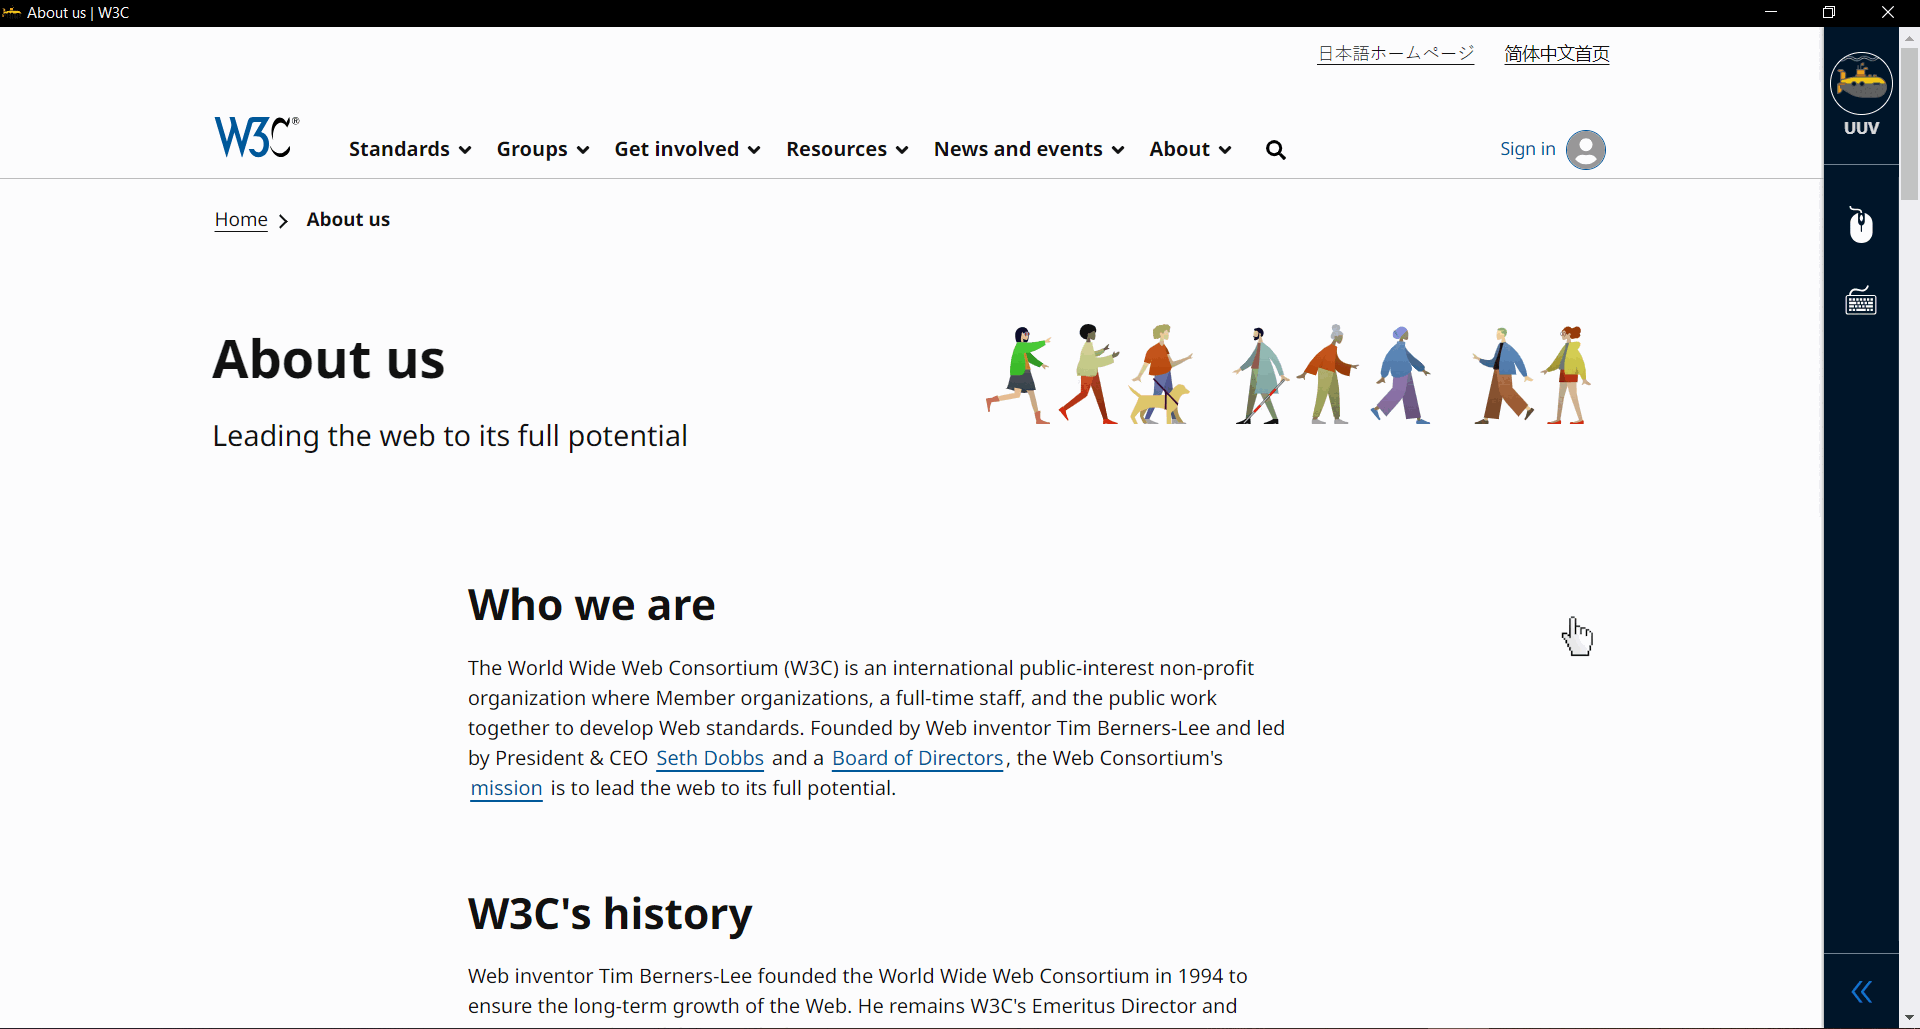 About us | W3C
日本語ホームページ 简体中文首页
W3C®
Standards Groups Get involved Resources News and events About Sign in
UUV
Home About us
About us
Leading the web to its full potential
Who we are
The World Wide Web Consortium (W3C) is an international public-interest non-profit
organization where Member organizations, a full-time staff, and the public work
together to develop Web standards. Founded by Web inventor Tim Berners-Lee and led
by President & CEO Seth Dobbs and a Board of Directors, the Web Consortium's
mission is to lead the web to its full potential.
W3C's history
Web inventor Tim Berners-Lee founded the World Wide Web Consortium in 1994 to
ensure the long-term growth of the Web. He remains W3C's Emeritus Director and